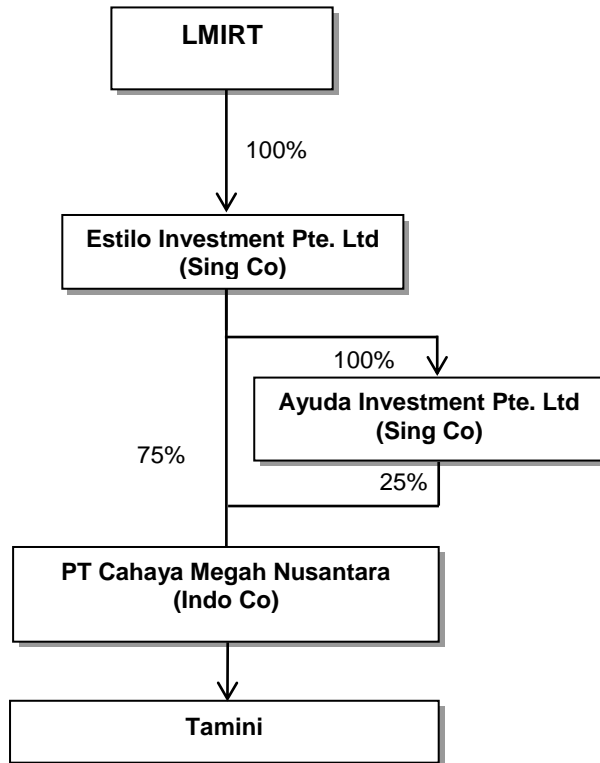 LMIRT
100%
Estilo Investment Pte. Ltd
(Sing Co)
100%
Ayuda Investment Pte. Ltd
(Sing Co)
75%
25%
PT Cahaya Megah Nusantara
(Indo Co)
Tamini